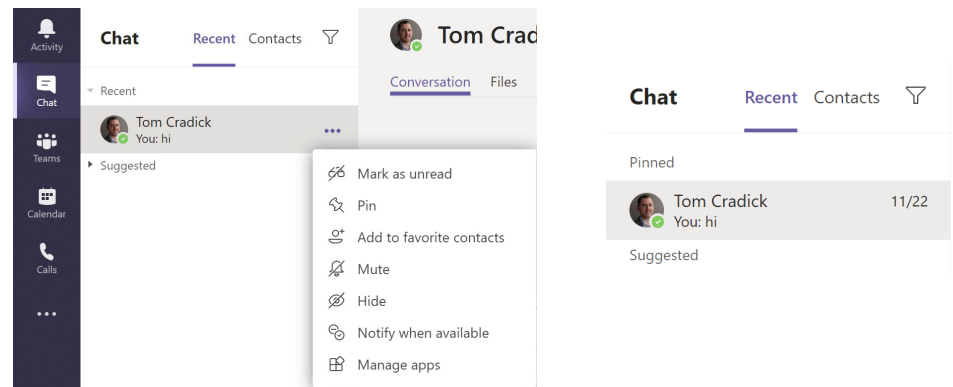 Activity
Chat
Teams
Calendar
Calls
Chat
Recent
Contacts
Recent
Tom Cradick
You: hi
Suggested
Mark as unread
Pin
Add to favorite contacts
Mute
Hide
Notify when available
Manage apps
Tom Crad
Conversation
Files
Chat
Recent
Contacts
Pinned
Tom Cradick
11/22
You: hi
Suggested